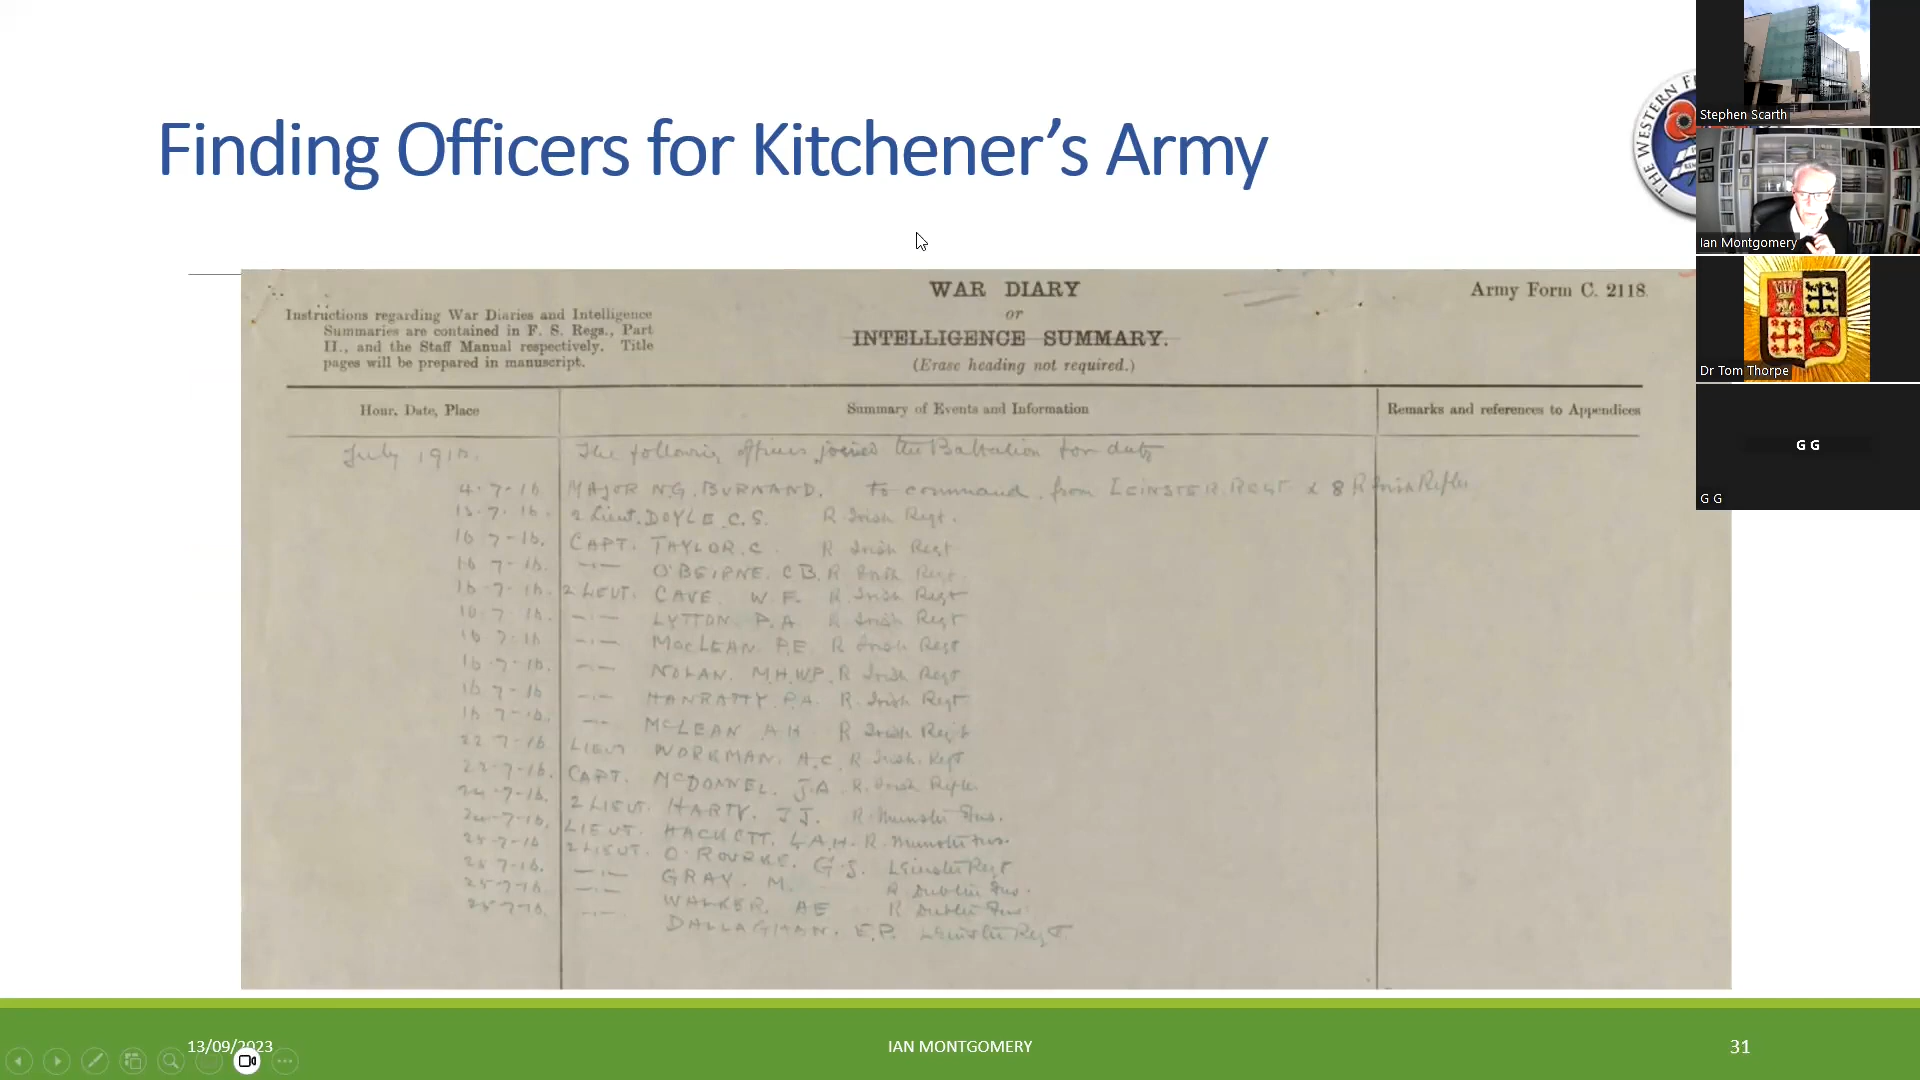 Finding Officers for Kitchener's Army
THE WESTERN
Stephen Scarth
Ian Montgomery
Dr Tom Thorpe
G G
G G
Instructions regarding War Diaries and Intelligence
Summaries are contained in F. S. Regs., Part
II., and the Staff Manual respectively. Title
pages will be prepared in manuscript.
WAR DIARY
or
INTELLIGENCE SUMMARY.
(Erase heading not required.)
Army Form C. 2118.
Hour, Date, Place
Summary of Events and Information
Remarks and references to Appendices
July 1916. The following officers joined the Battalion for duty
4-7-16 MAJOR N.G. BURNAND. To command. from LEINSTER REGT & 8 R Irish Rifles
13-7-16. 2 Lieut. DOYLE C.S. R Irish Regt.
16-7-16. CAPT. TAYLOR. C. R Irish Regt
16-7-16. -"- O'BEIRNE. C B. R Irish Regt.
16-7-16. 2 LIEUT. CAVE. W. F. R Irish Regt
16-7-16. -"- LYTTON. P. A R Irish Regt
16-7-16 -"- MacLEAN. P.E. R Irish Regt
16-7-16. -"- NOLAN. M.H.W.P. R Irish Regt
16-7-16 -"- HANRATTY. P.A. R. Irish Regt
16-7-16. -"- McLEAN A H R Irish Regt
22-7-16 LIEUT WORKMAN. A.C. R Irish. Regt
22-7-16. CAPT. McDONNEL. J.A R. Irish Rifles
24-7-16. 2 LIEUT. HARTY. J J. R. Munster Fus.
24-7-16. LIEUT. HACKETT. L.A.H. R. Munster Fus.
25-7-16 2 LIEUT. O'ROURKE. G.S. Leinster Regt
25-7-16. -"- GRAY. M. R Dublin Fus.
25-7-16. -"- WALKER. AE R Dublin Fus.
25-7-16. -"- DALLAGHAN. E.P. Leinster Regt.
13/09/2023
IAN MONTGOMERY
31